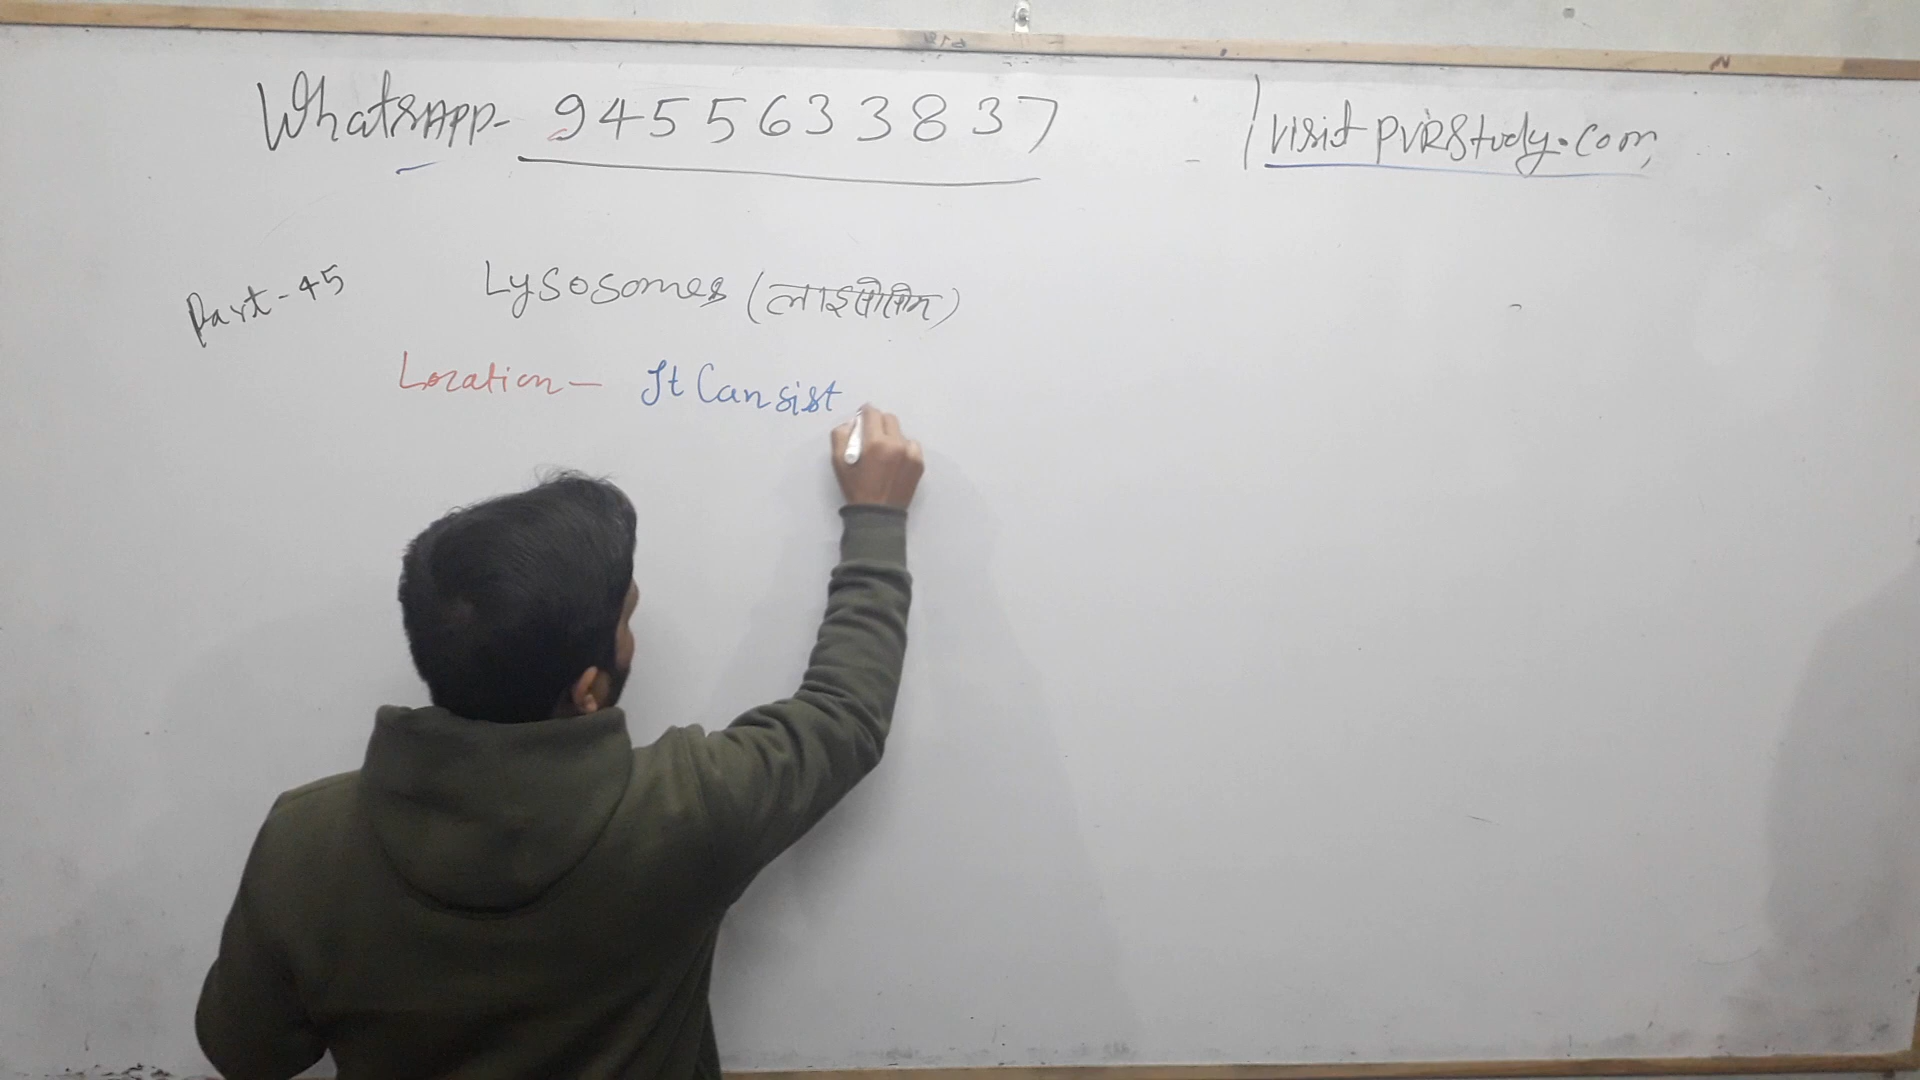 WhatsApp- 9455633837 / visit PVRStudy.com
Part-45 Lysosomes (लाइसोसोम)
Location- It Cansist